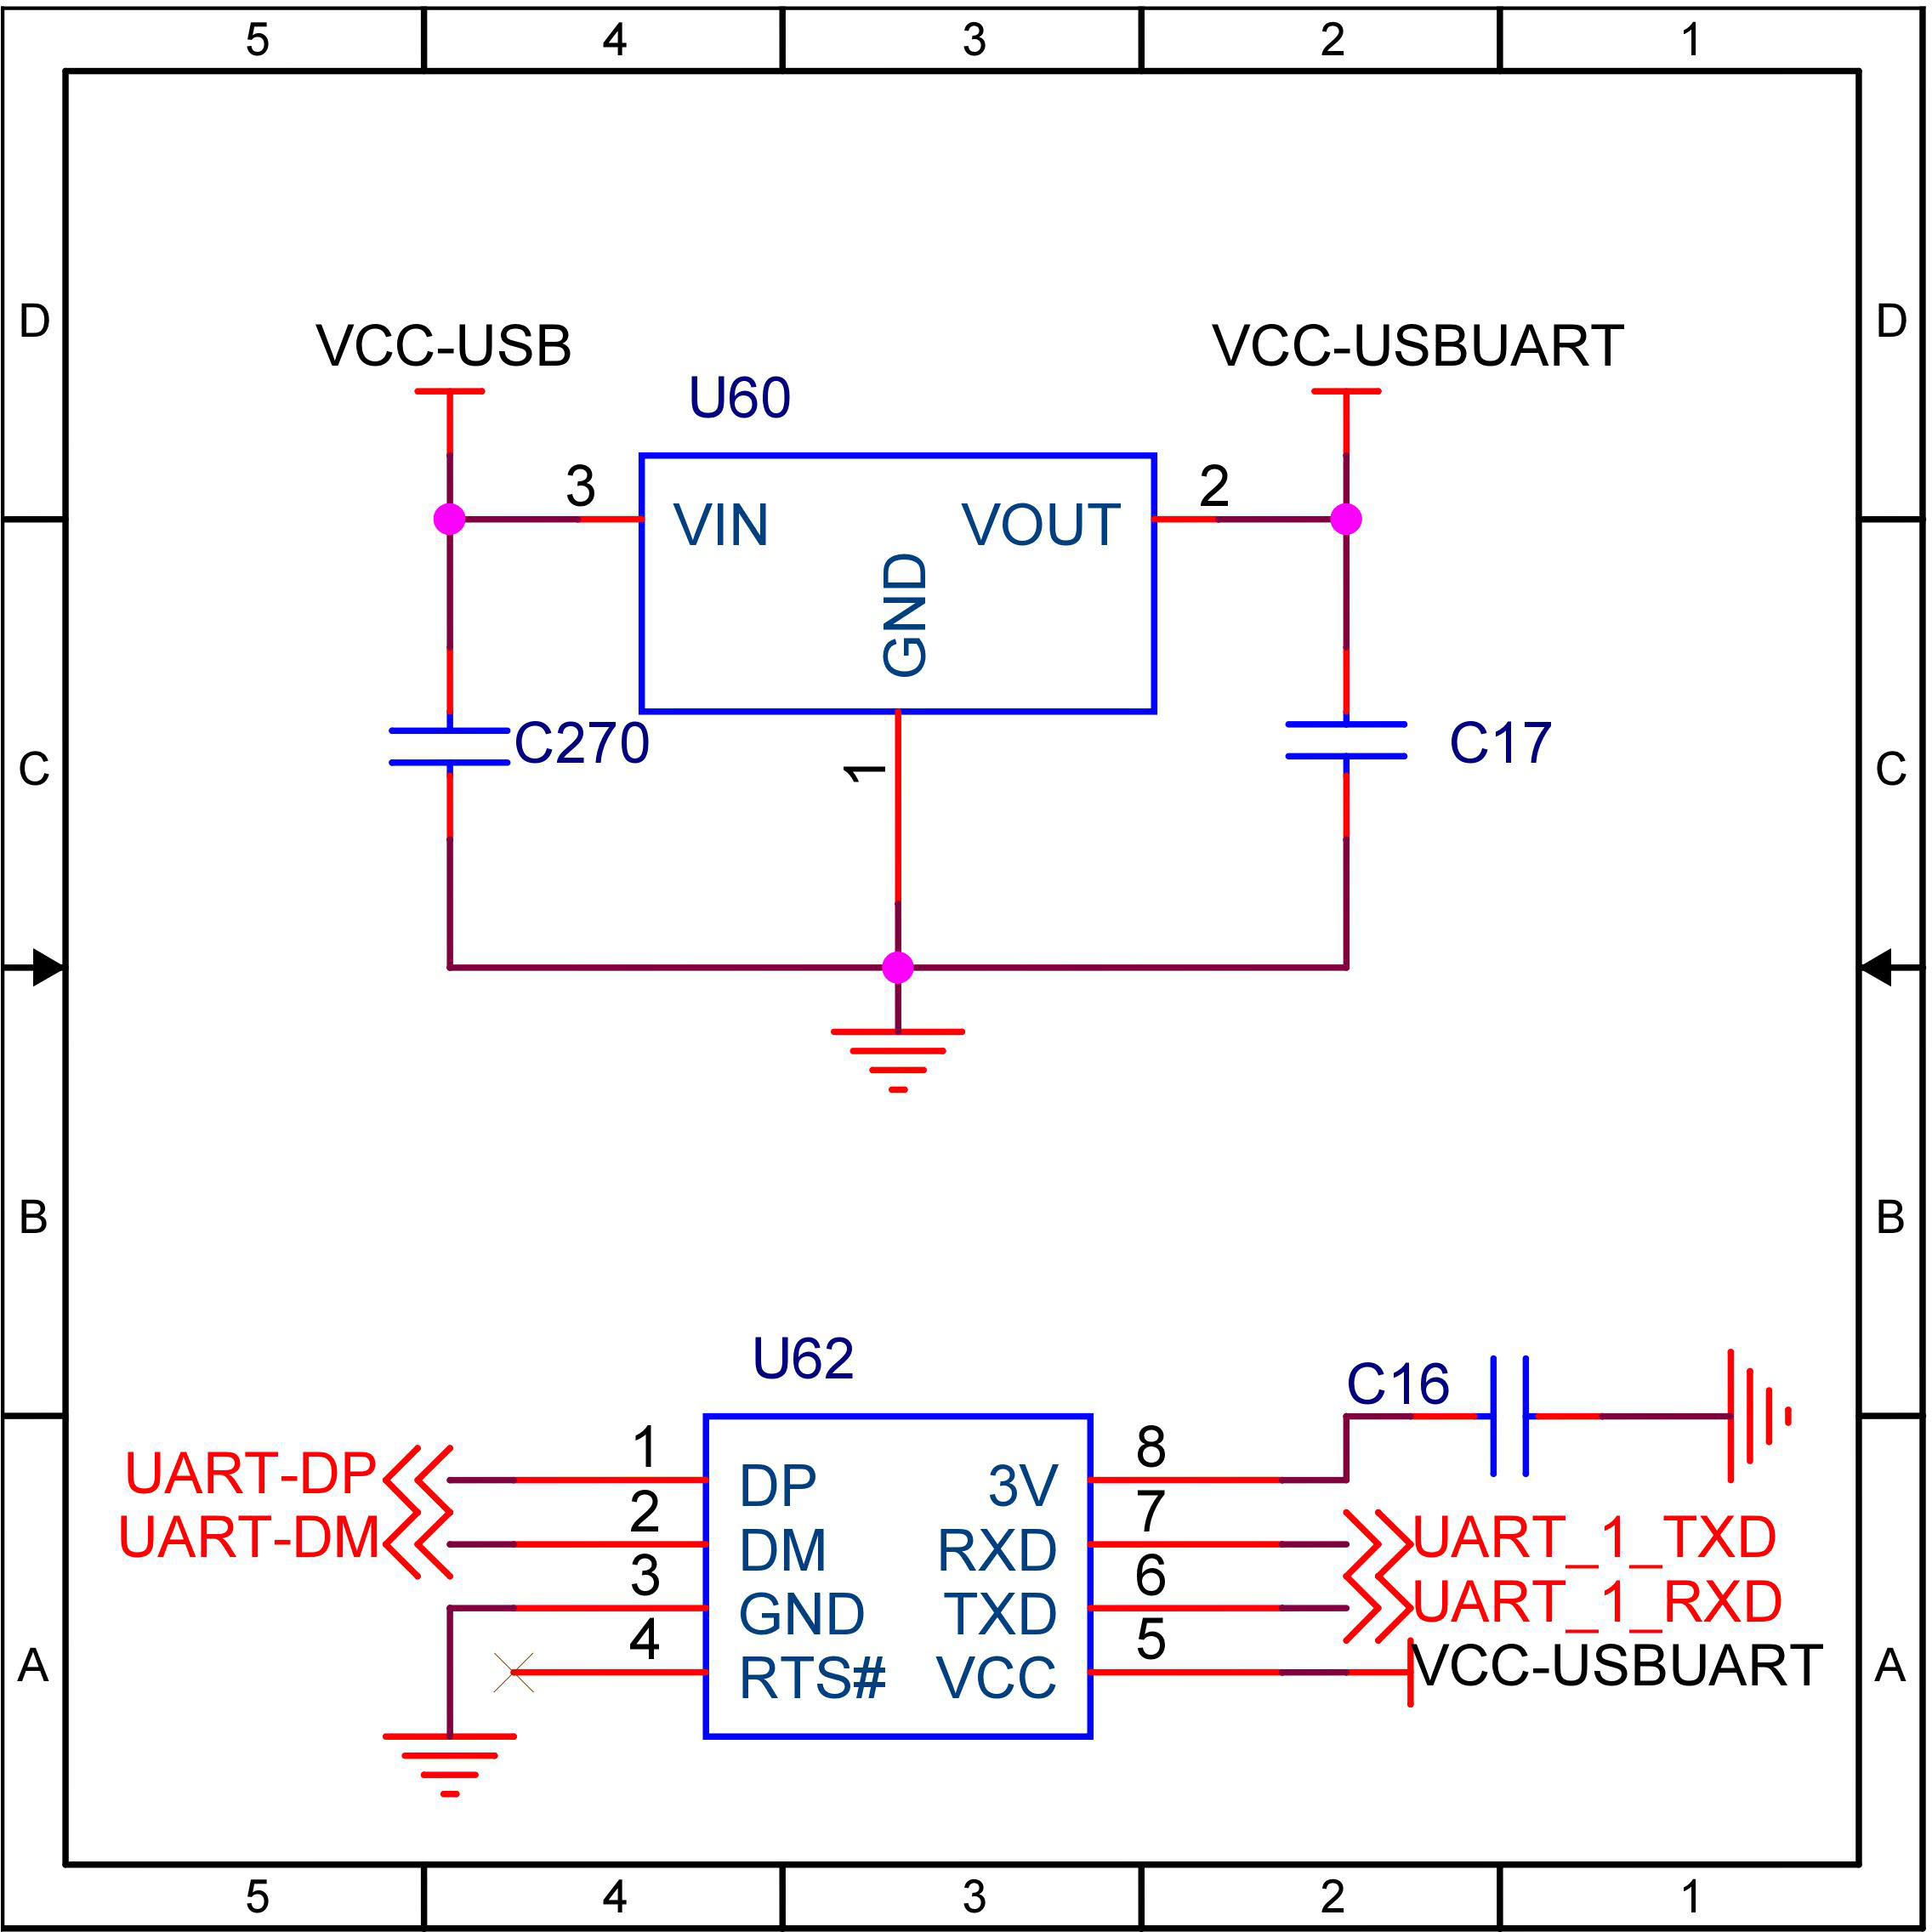 5 4 3 2 1
D D
VCC-USB VCC-USBUART
U60
3 2
VIN VOUT
GND
C270 C17
1
C C
B B
U62
C16
1 8
UART-DP DP 3V
2 7
UART-DM DM RXD UART_1_TXD
3 6
GND TXD UART_1_RXD
4 5
A RTS# VCC VCC-USBUART A
5 4 3 2 1